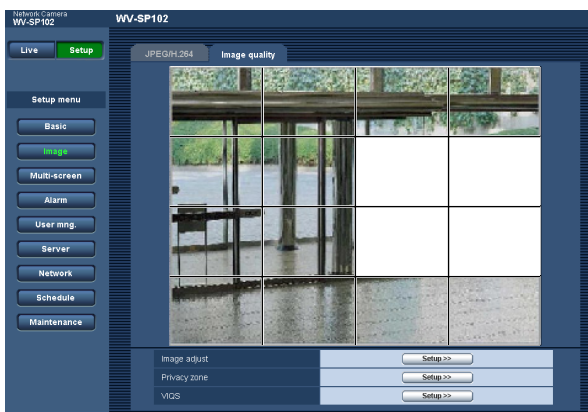 Network Camera
WV-SP102
WV-SP102
Live
Setup
JPEG/H.264
Image quality
Setup menu
Basic
Image
Multi-screen
Alarm
User mng.
Server
Network
Schedule
Maintenance
Image adjust
Setup >>
Privacy zone
Setup >>
VIQS
Setup >>